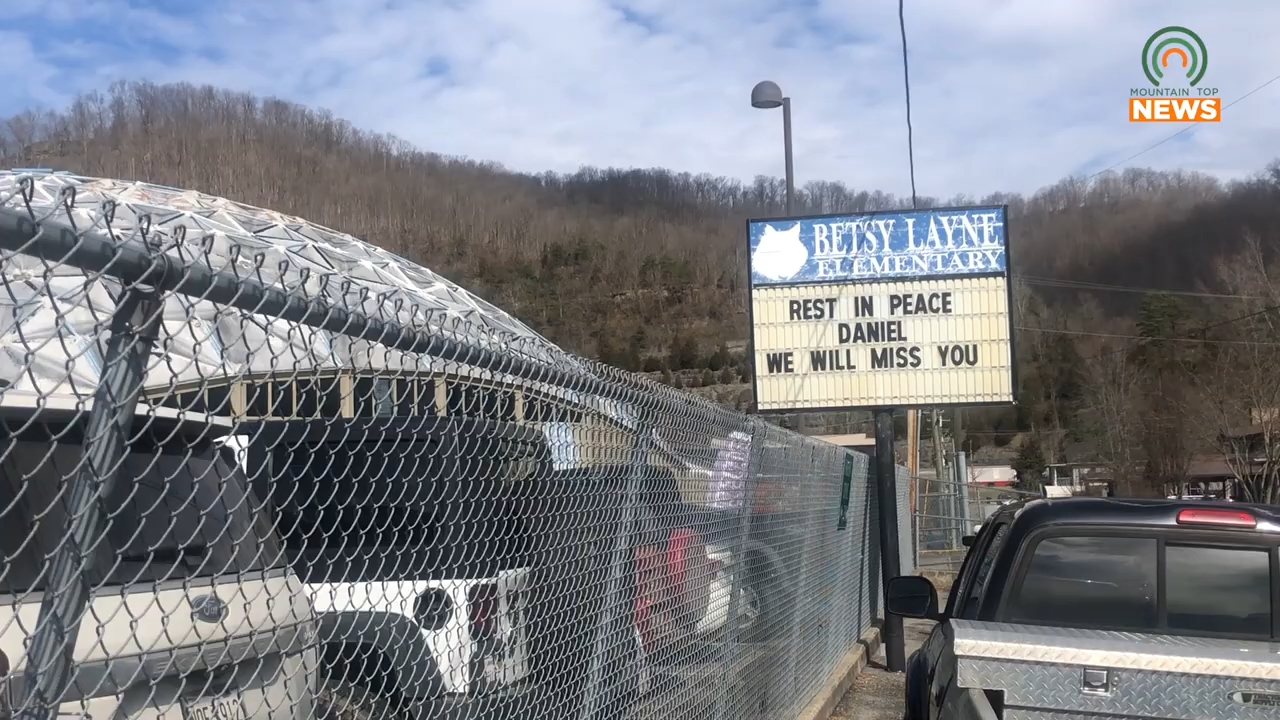 MOUNTAIN TOP
NEWS
BETSY LAYNE
ELEMENTARY
REST IN PEACE
DANIEL
WE WILL MISS YOU